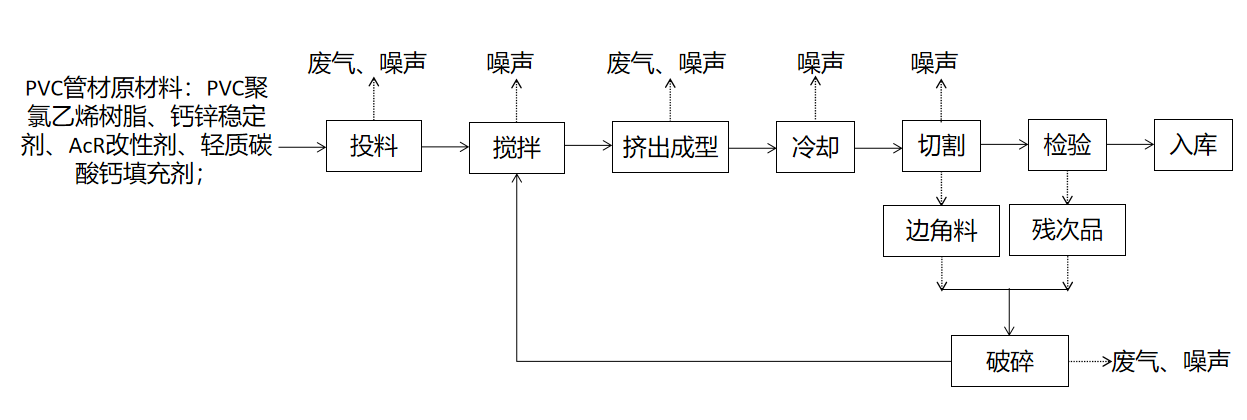 废气、噪声
噪声
废气、噪声
噪声
噪声
PVC管材原材料：PVC聚
氯乙烯树脂、钙锌稳定
剂、AcR改性剂、轻质碳
酸钙填充剂；
投料
搅拌
挤出成型
冷却
切割
检验
入库
边角料
残次品
破碎
废气、噪声